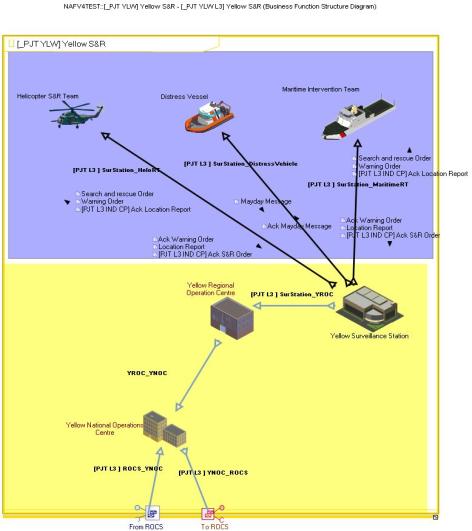 NAFV4TEST::[_PJT YLW] Yellow S&R - [_PJT YLW L3] Yellow S&R (Business Function Structure Diagram)
[_PJT YLW] Yellow S&R
Helicopter S&R Team
Distress Vessel
Maritime Intervention Team
[PJT L3 ] SurStation_HeloRT
[PJT L3 ] SurStation_DistressVehicle
Search and rescue Order
Warning Order
[PJT L3 IND CP] Ack Location Report
[PJT L3 ] SurStation_MaritimeRT
Search and rescue Order
Warning Order
[PJT L3 IND CP] Ack Location Report
Mayday Message
Ack Mayday Message
Ack Warning Order
Location Report
[PJT L3 IND CP] Ack S&R Order
Ack Warning Order
Location Report
[PJT L3 IND CP] Ack S&R Order
Yellow Regional
Operation Centre
[PJT L3 ] SurStation_YROC
Yellow Surveillance Station
YROC_YNOC
Yellow National Operations
Centre
[PJT L3 ] ROCS_YNOC
[PJT L3 ] YNOC_ROCS
From ROCS
To ROCS